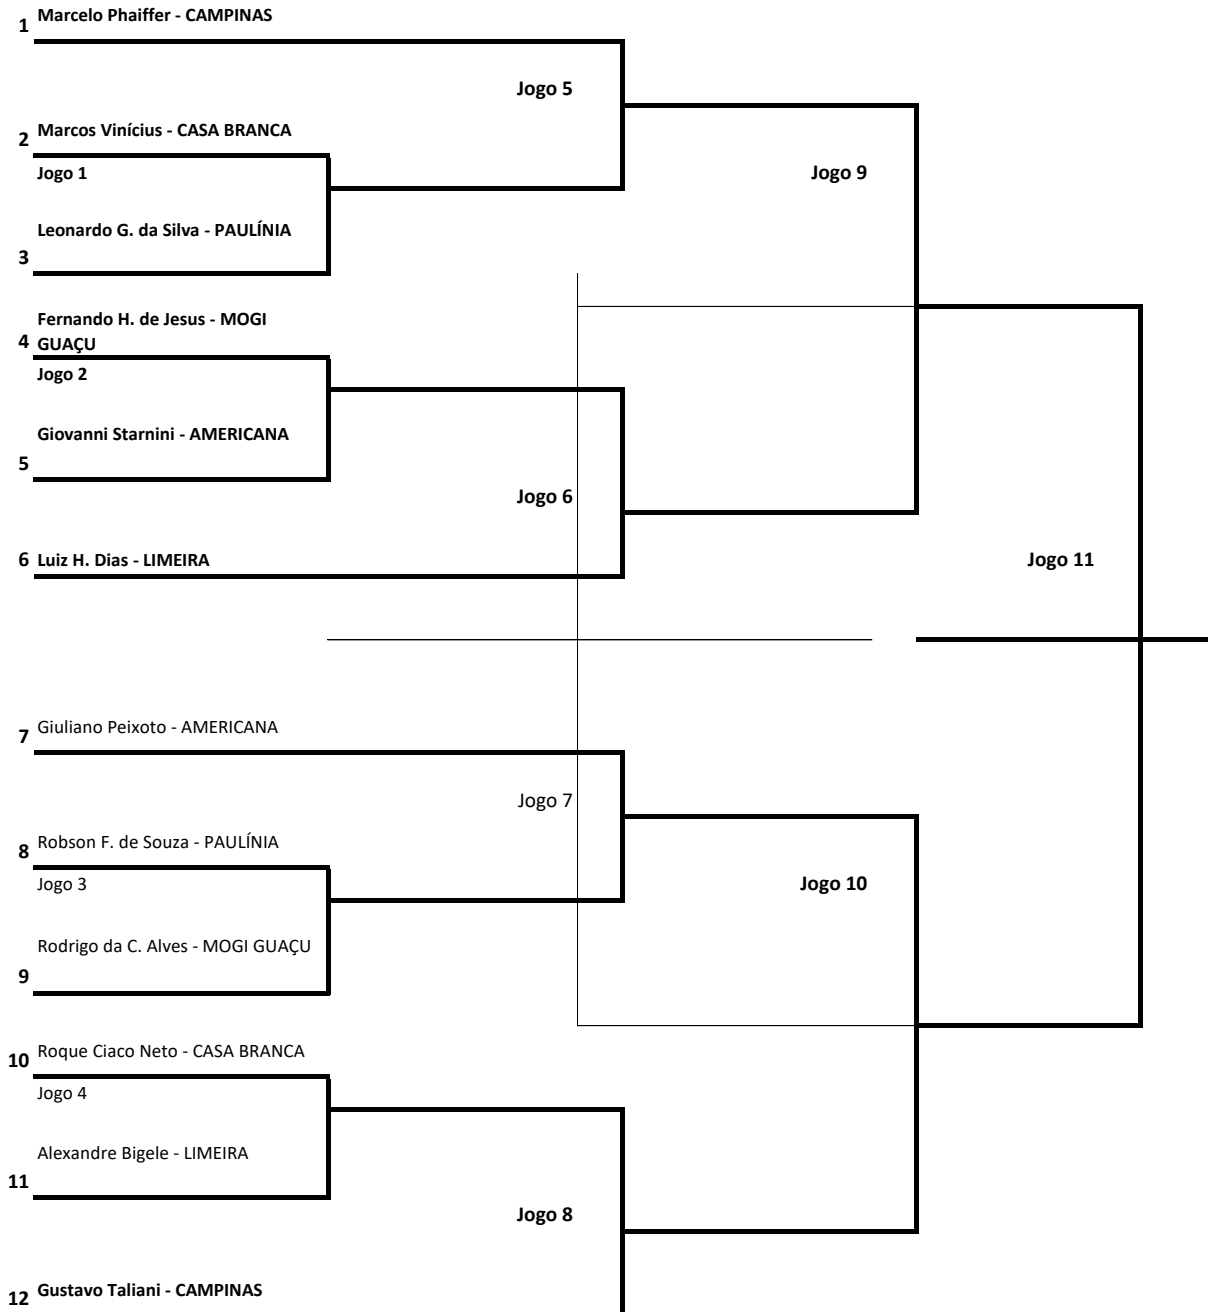 Marcelo Phaiffer - CAMPINAS
1
Jogo 5
Marcos Vinícius - CASA BRANCA
2
Jogo 1
Jogo 9
Leonardo G. da Silva - PAULÍNIA
3
Fernando H. de Jesus - MOGI
4 GUAÇU
Jogo 2
Giovanni Starnini - AMERICANA
5
Jogo 6
6 Luiz H. Dias - LIMEIRA
Jogo 11
Giuliano Peixoto - AMERICANA
7
Jogo 7
Robson F. de Souza - PAULÍNIA
8
Jogo 3
Jogo 10
Rodrigo da C. Alves - MOGI GUAÇU
9
Roque Ciaco Neto - CASA BRANCA
10
Jogo 4
Alexandre Bigele - LIMEIRA
11
Jogo 8
Gustavo Taliani - CAMPINAS
12